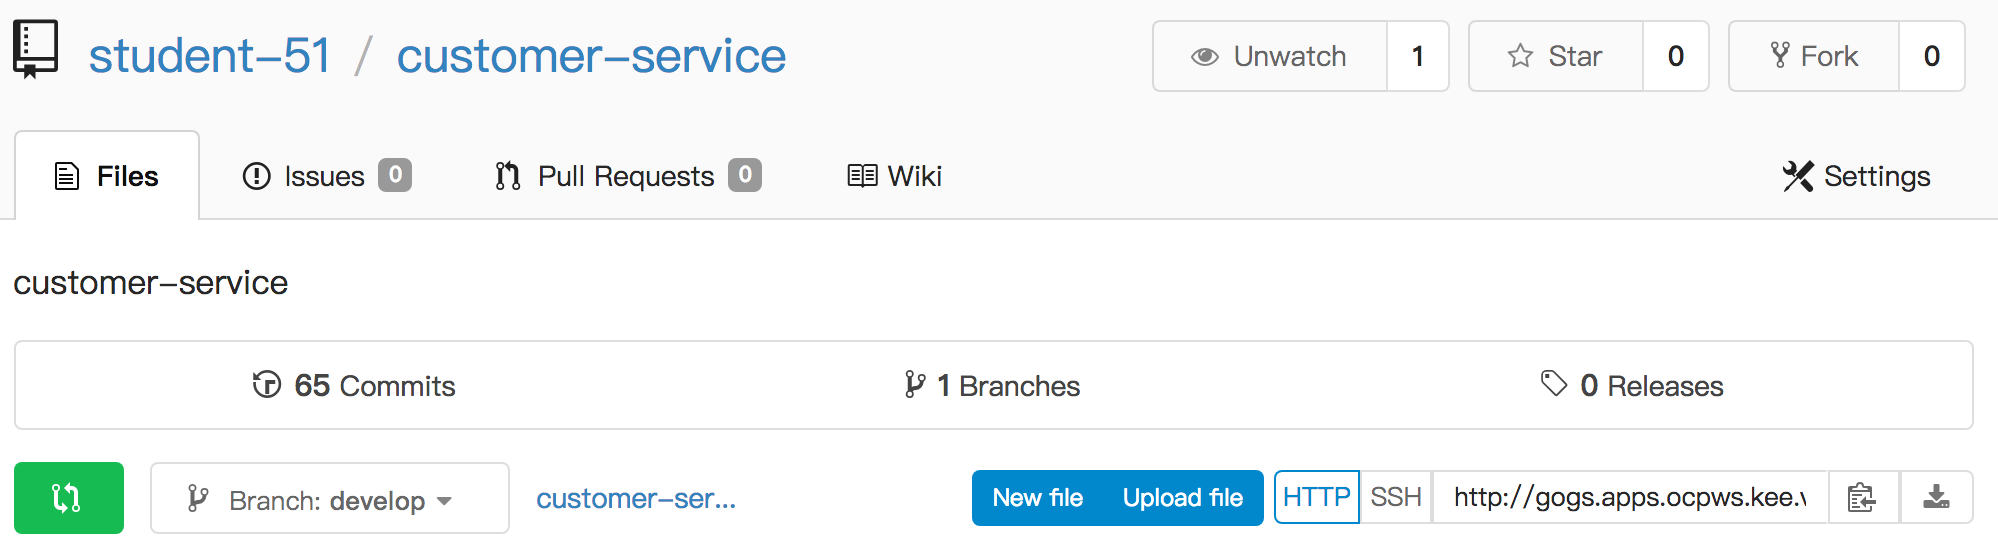 student-51 / customer-service Unwatch 1 Star 0 Fork 0
Files Issues 0 Pull Requests 0 Wiki Settings
customer-service
65 Commits 1 Branches 0 Releases
Branch: develop customer-ser... New file Upload file HTTP SSH http://gogs.apps.ocpws.kee.